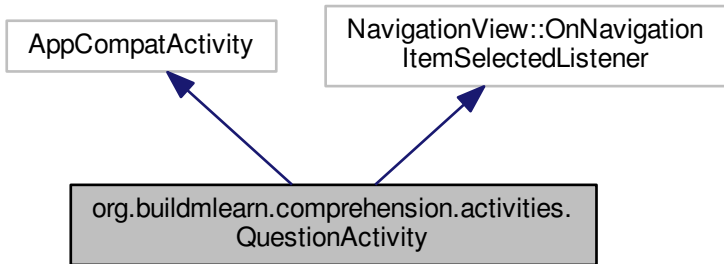 AppCompatActivity
NavigationView::OnNavigation
ItemSelectedListener
org.buildmlearn.comprehension.activities.
QuestionActivity